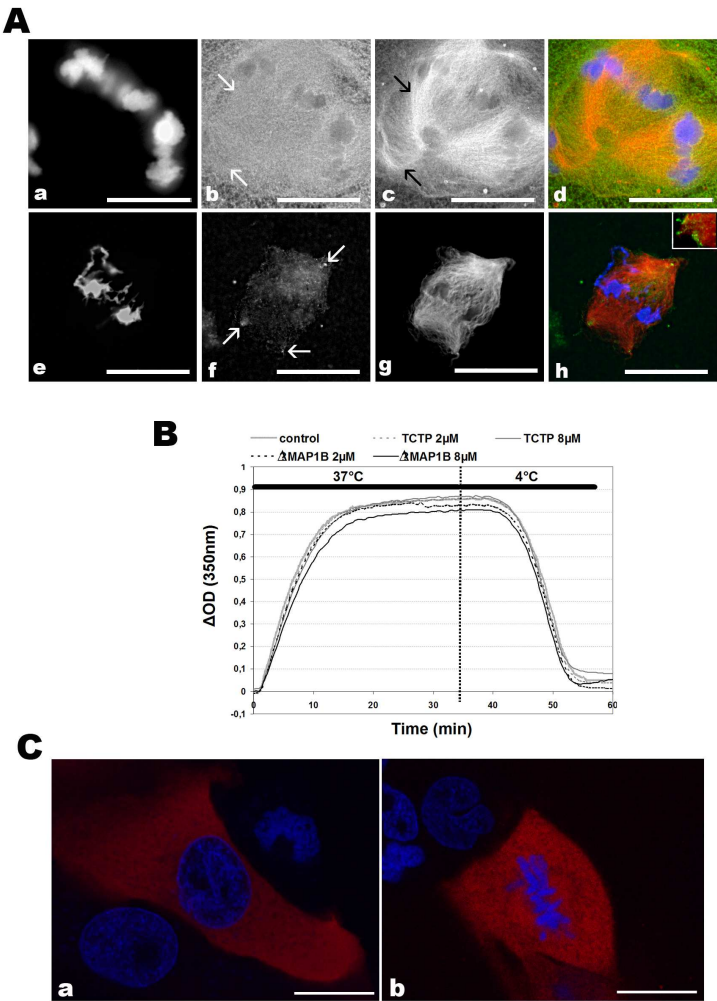 A
a
b
c
d
e
f
g
h
B
control TCTP 2µM TCTP 8µM
ΔMAP1B 2µM ΔMAP1B 8µM
37°C 4°C
1
0,9
0,8
0,7
0,6
0,5
0,4
0,3
0,2
0,1
0
-0,1
ΔOD (350nm)
0 10 20 30 40 50 60
Time (min)
C
a
b